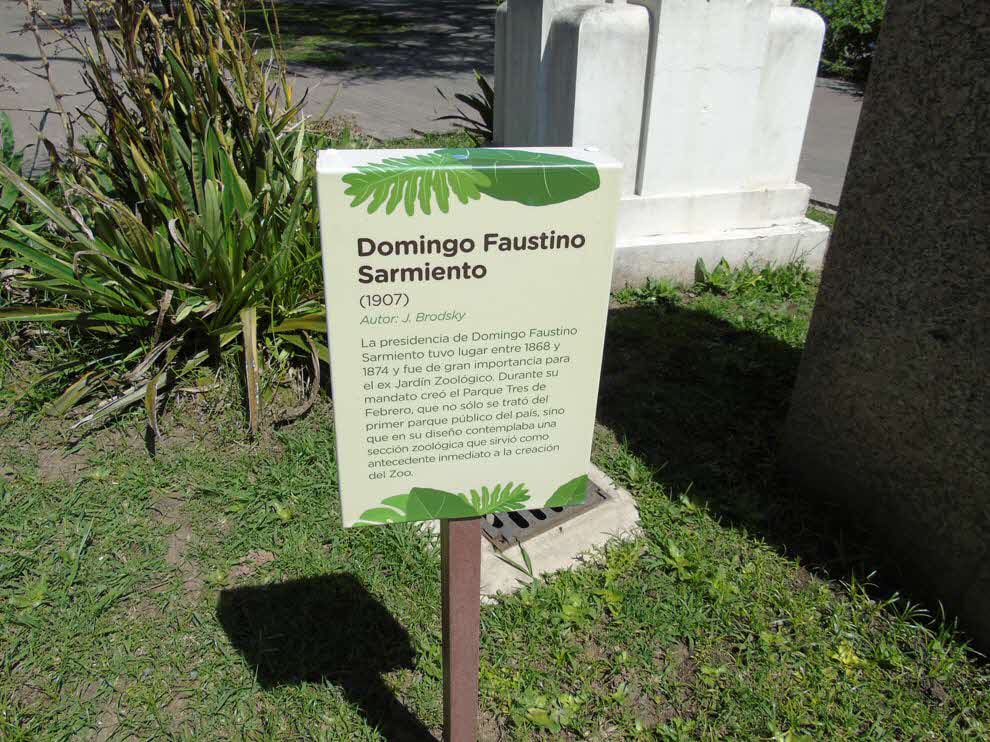 Domingo Faustino
Sarmiento
(1907)
Autor: J. Brodsky
La presidencia de Domingo Faustino
Sarmiento tuvo lugar entre 1868 y
1874 y fue de gran importancia para
el ex Jardín Zoológico. Durante su
mandato creó el Parque Tres de
Febrero, que no sólo se trató del
primer parque público del país, sino
que en su diseño contemplaba una
sección zoológica que sirvió como
antecedente inmediato a la creación
del Zoo.